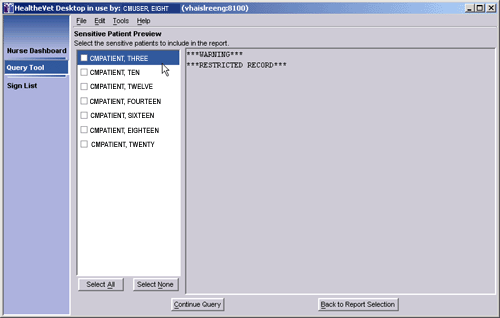 HealtheVet Desktop in use by: CMUSER, EIGHT (vhaislreeng:8100)
File Edit Tools Help
Nurse Dashboard
Query Tool
Sign List
Sensitive Patient Preview
Select the sensitive patients to include in the report.
CMPATIENT, THREE
CMPATIENT, TEN
CMPATIENT, TWELVE
CMPATIENT, FOURTEEN
CMPATIENT, SIXTEEN
CMPATIENT, EIGHTEEN
CMPATIENT, TWENTY
***WARNING***
***RESTRICTED RECORD***
Select All Select None
Continue Query Back to Report Selection